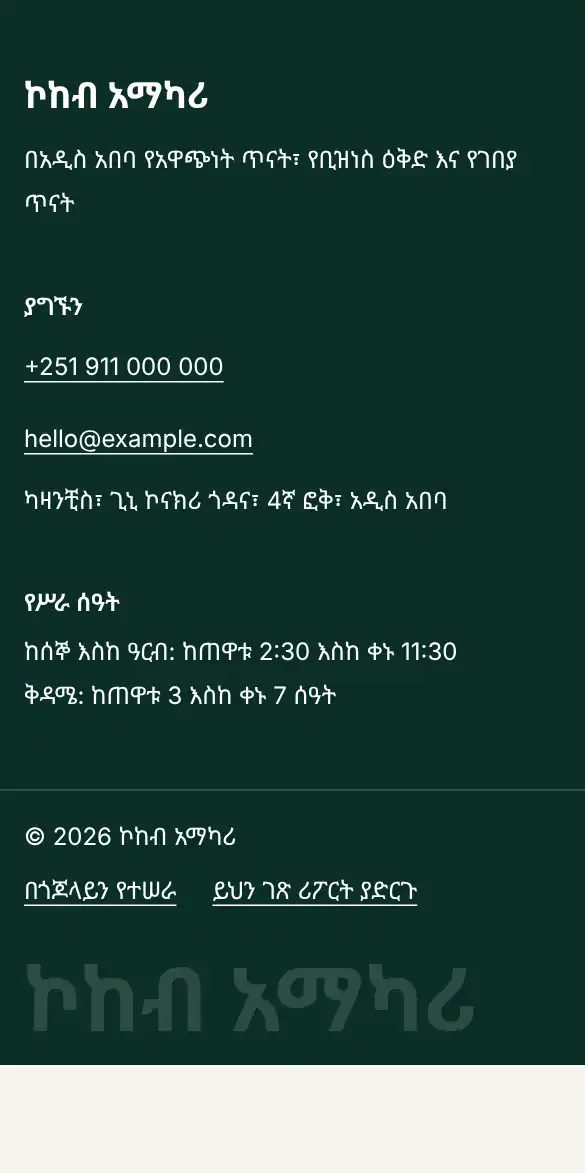 ኮከብ አማካሪ
በአዲስ አበባ የአዋጭነት ጥናት፣ የቢዝነስ ዕቅድ እና የገበያ
ጥናት
ያግኙን
+251 911 000 000
hello@example.com
ካዛንቺስ፣ ጊኒ ኮናክሪ ጎዳና፣ 4ኛ ፎቅ፣ አዲስ አበባ
የሥራ ሰዓት
ከሰኞ እስከ ዓርብ: ከጠዋቱ 2:30 እስከ ቀኑ 11:30
ቅዳሜ: ከጠዋቱ 3 እስከ ቀኑ 7 ሰዓት
© 2026 ኮከብ አማካሪ
በጎጆላይን የተሠራ ይህን ገጽ ሪፖርት ያድርጉ
ኮከብ አማካሪ